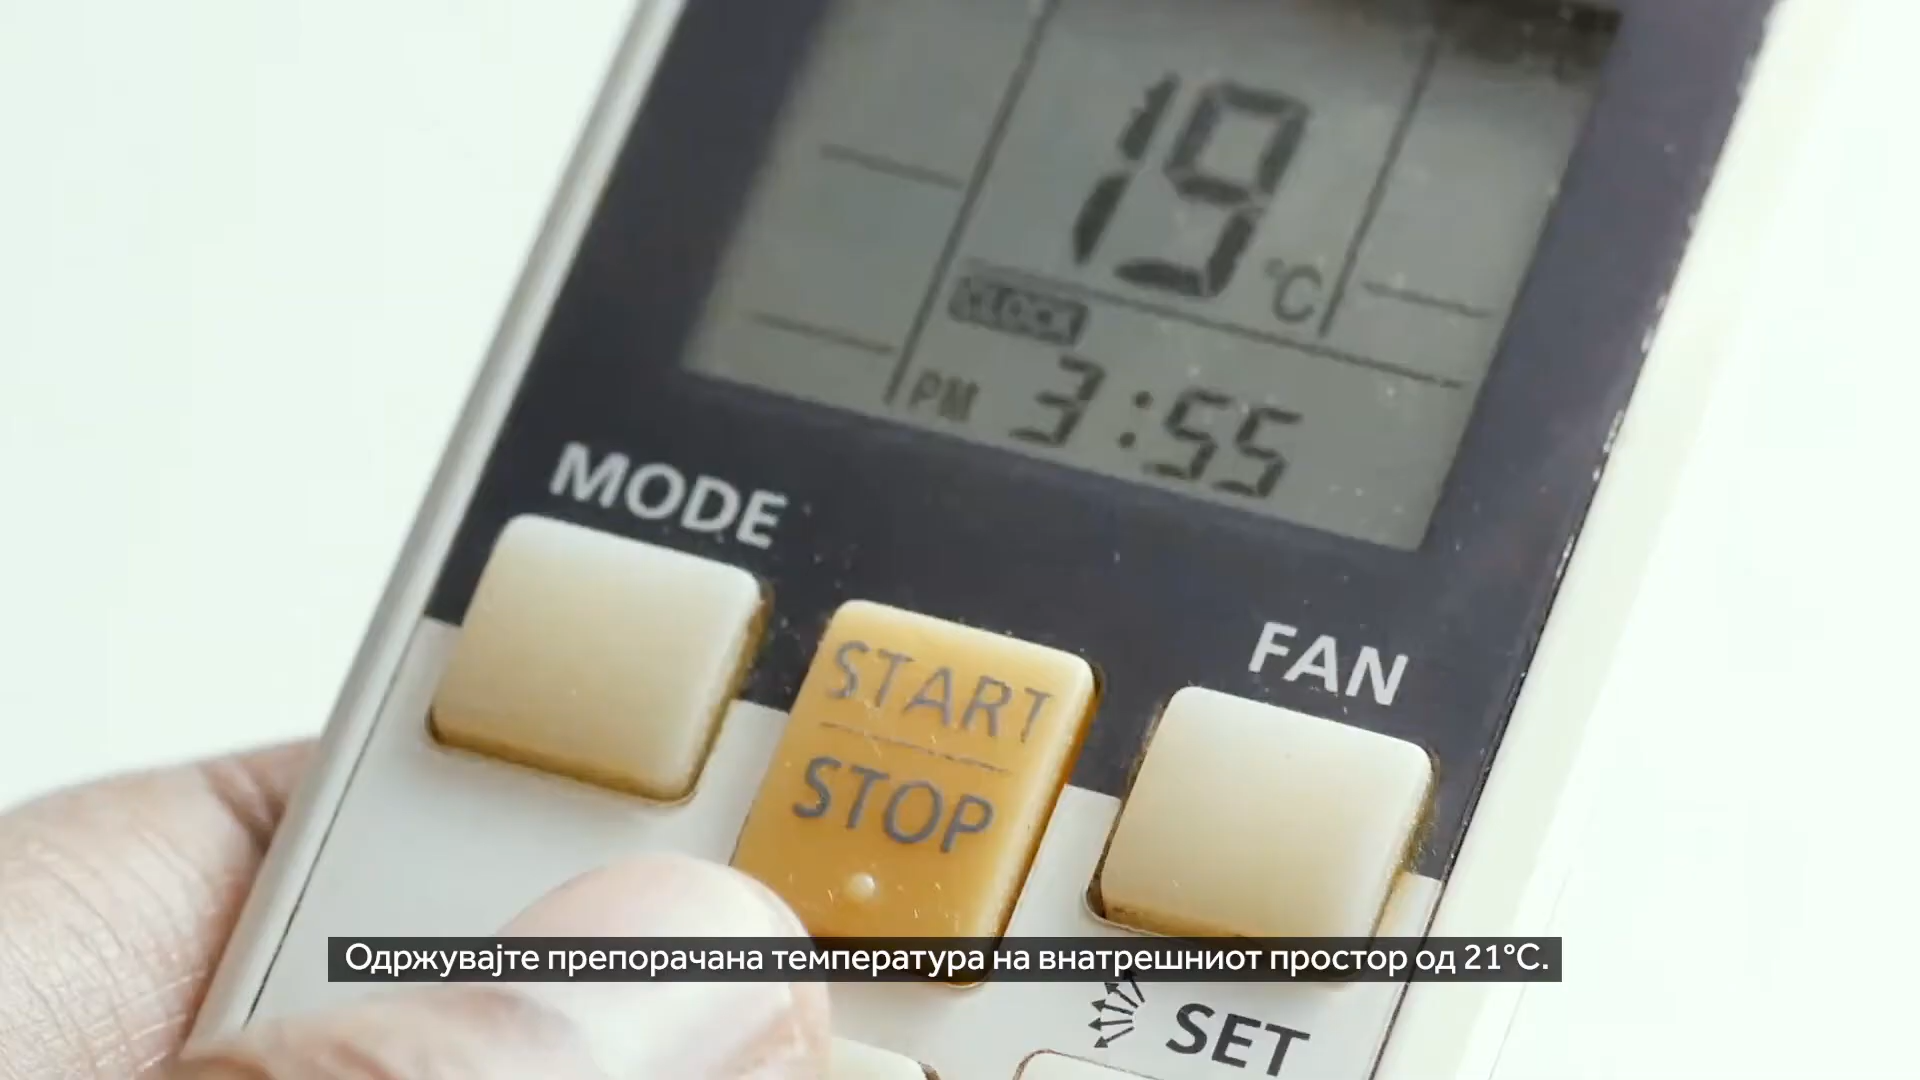 19 °C
CLOCK
PM 3:55
MODE
START
STOP
FAN
Одржувајте препорачана температура на внатрешниот простор од 21°C.
SET